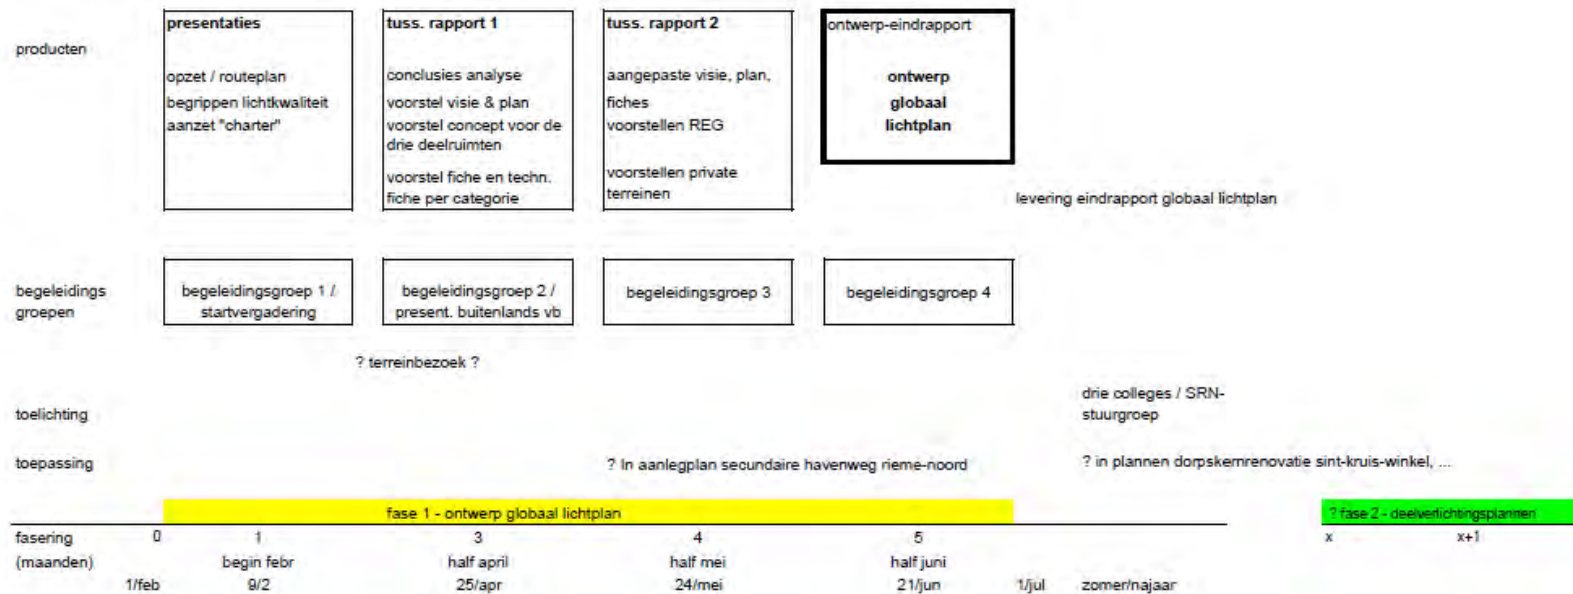 producten
presentaties
opzet / routeplan
begrippen lichtkwaliteit
aanzet "charter"
tuss. rapport 1
conclusies analyse
voorstel visie & plan
voorstel concept voor de
drie deelruimten
voorstel fiche en techn.
fiche per categorie
tuss. rapport 2
aangepaste visie, plan,
fiches
voorstellen REG
voorstellen private
terreinen
ontwerp-eindrapport
ontwerp
globaal
lichtplan
levering eindrapport globaal lichtplan
begeleidings
groepen
begeleidingsgroep 1 /
startvergadering
begeleidingsgroep 2 /
present. buitenlands vb
begeleidingsgroep 3
begeleidingsgroep 4
? terreinbezoek ?
toelichting
drie colleges / SRN-
stuurgroep
toepassing
? In aanlegplan secundaire havenweg rieme-noord
? in plannen dorpskernrenovatie sint-kruis-winkel, ...
fase 1 - ontwerp globaal lichtplan
? fase 2 - deelverlichtingsplannen
fasering 0 1 3 4 5 x x+1
(maanden) begin febr half april half mei half juni
1/feb 9/2 25/apr 24/mei 21/jun 1/jul zomer/najaar